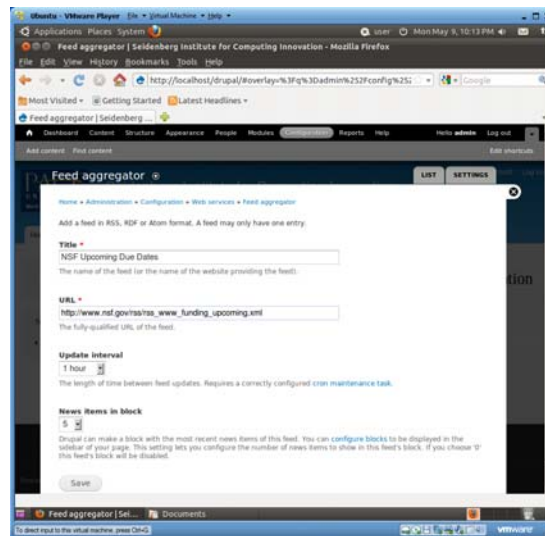 Ubuntu - VMware Player File Virtual Machine Help
Applications Places System user Mon May 9, 10:13 PM
Feed aggregator | Seidenberg Institute for Computing Innovation - Mozilla Firefox
File Edit View History Bookmarks Tools Help
http://localhost/drupal/#overlay=%3Fq%3Dadmin%252Fconfig%252 Google
Most Visited Getting Started Latest Headlines
Feed aggregator | Seidenberg ...
Dashboard Content Structure Appearance People Modules Configuration Reports Help Hello admin Log out
Add content Find content Edit shortcuts
Feed aggregator LIST SETTINGS
Home » Administration » Configuration » Web services » Feed aggregator
Add a feed in RSS, RDF or Atom format. A feed may only have one entry.
Title *
NSF Upcoming Due Dates
The name of the feed (or the name of the website providing the feed).
URL *
http://www.nsf.gov/rss/rss_www_funding_upcoming.xml
The fully-qualified URL of the feed.
Update interval
1 hour
The length of time between feed updates. Requires a correctly configured cron maintenance task.
News items in block
5
Drupal can make a block with the most recent news items of this feed. You can configure blocks to be displayed in the
sidebar of your page. This setting lets you configure the number of news items to show in this feed's block. If you choose '0'
this feed's block will be disabled.
Save
Feed aggregator | Sei... Documents
To direct input to this virtual machine, press Ctrl+G. vmware